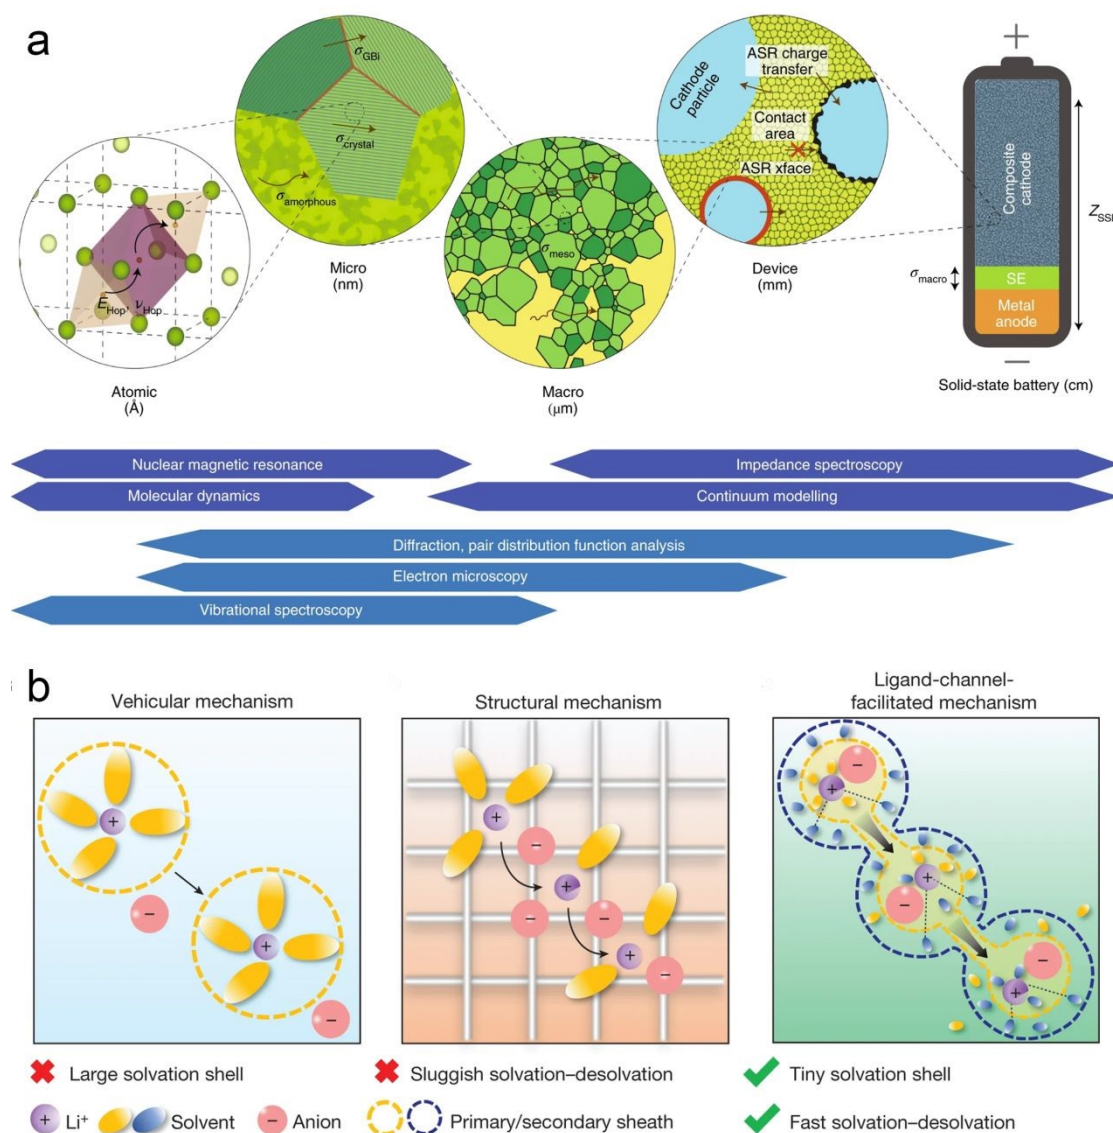 a
σGBi
σcrystal
σamorphous
EHop, νHop
Atomic
(Å)
Micro
(nm)
σmeso
Macro
(μm)
Cathode
particle
ASR charge
transfer
Contact
area
ASR xface
Device
(mm)
+
Composite
cathode
SE
Metal
anode
σmacro
−
Solid-state battery (cm)
Nuclear magnetic resonance
Impedance spectroscopy
Molecular dynamics
Continuum modelling
Diffraction, pair distribution function analysis
Electron microscopy
Vibrational spectroscopy
b
Vehicular mechanism
Structural mechanism
Ligand-channel-
facilitated mechanism
+
−
+
−
+
−
+
−
−
+
−
−
+
−
+
−
+
−
Large solvation shell
Sluggish solvation–desolvation
Tiny solvation shell
+ Li⁺
Solvent
− Anion
Primary/secondary sheath
Fast solvation–desolvation